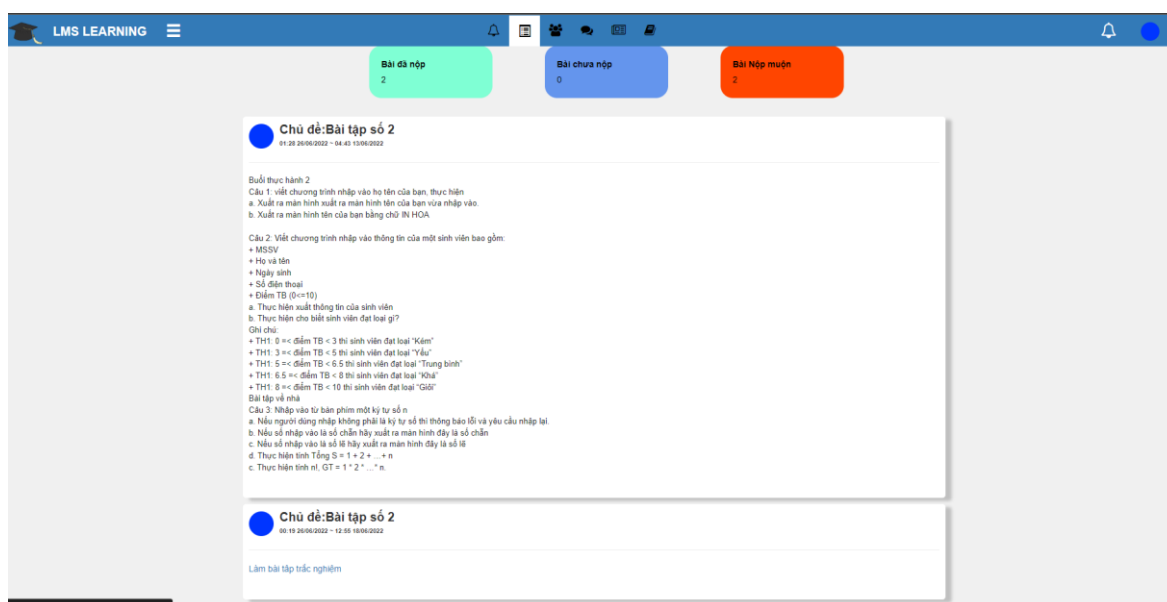 LMS LEARNING
Bài đã nộp
2
Bài chưa nộp
0
Bài Nộp muộn
2
Chủ đề:Bài tập số 2
01:28 26/06/2022 ~ 04:43 13/06/2022
Buổi thực hành 2
Câu 1: viết chương trình nhập vào họ tên của bạn, thực hiện
a. Xuất ra màn hình xuất ra màn hình tên của bạn vừa nhập vào.
b. Xuất ra màn hình tên của bạn bằng chữ IN HOA
Câu 2: Viết chương trình nhập vào thông tin của một sinh viên bao gồm:
+ MSSV
+ Họ và tên
+ Ngày sinh
+ Số điện thoại
+ Điểm TB (0<=10)
a. Thực hiện xuất thông tin của sinh viên
b. Thực hiện cho biết sinh viên đạt loại gì?
Ghi chú:
+ TH1: 0 =< điểm TB < 3 thì sinh viên đạt loại “Kém”
+ TH1: 3 =< điểm TB < 5 thì sinh viên đạt loại “Yếu”
+ TH1: 5 =< điểm TB < 6.5 thì sinh viên đạt loại “Trung bình”
+ TH1: 6.5 =< điểm TB < 8 thì sinh viên đạt loại “Khá”
+ TH1: 8 =< điểm TB < 10 thì sinh viên đạt loại “Giỏi”
Bài tập về nhà
Câu 3: Nhập vào từ bàn phím một ký tự số n
a. Nếu người dùng nhập không phải là ký tự số thì thông báo lỗi và yêu cầu nhập lại.
b. Nếu số nhập vào là số chẵn hãy xuất ra màn hình đây là số chẵn
c. Nếu số nhập vào là số lẽ hãy xuất ra màn hình đây là số lẽ
d. Thực hiện tính Tổng S = 1 + 2 + …+ n
c. Thực hiện tính n!, GT = 1 * 2 * …* n.
Chủ đề:Bài tập số 2
00:19 26/06/2022 ~ 12:55 18/06/2022
Làm bài tập trắc nghiệm